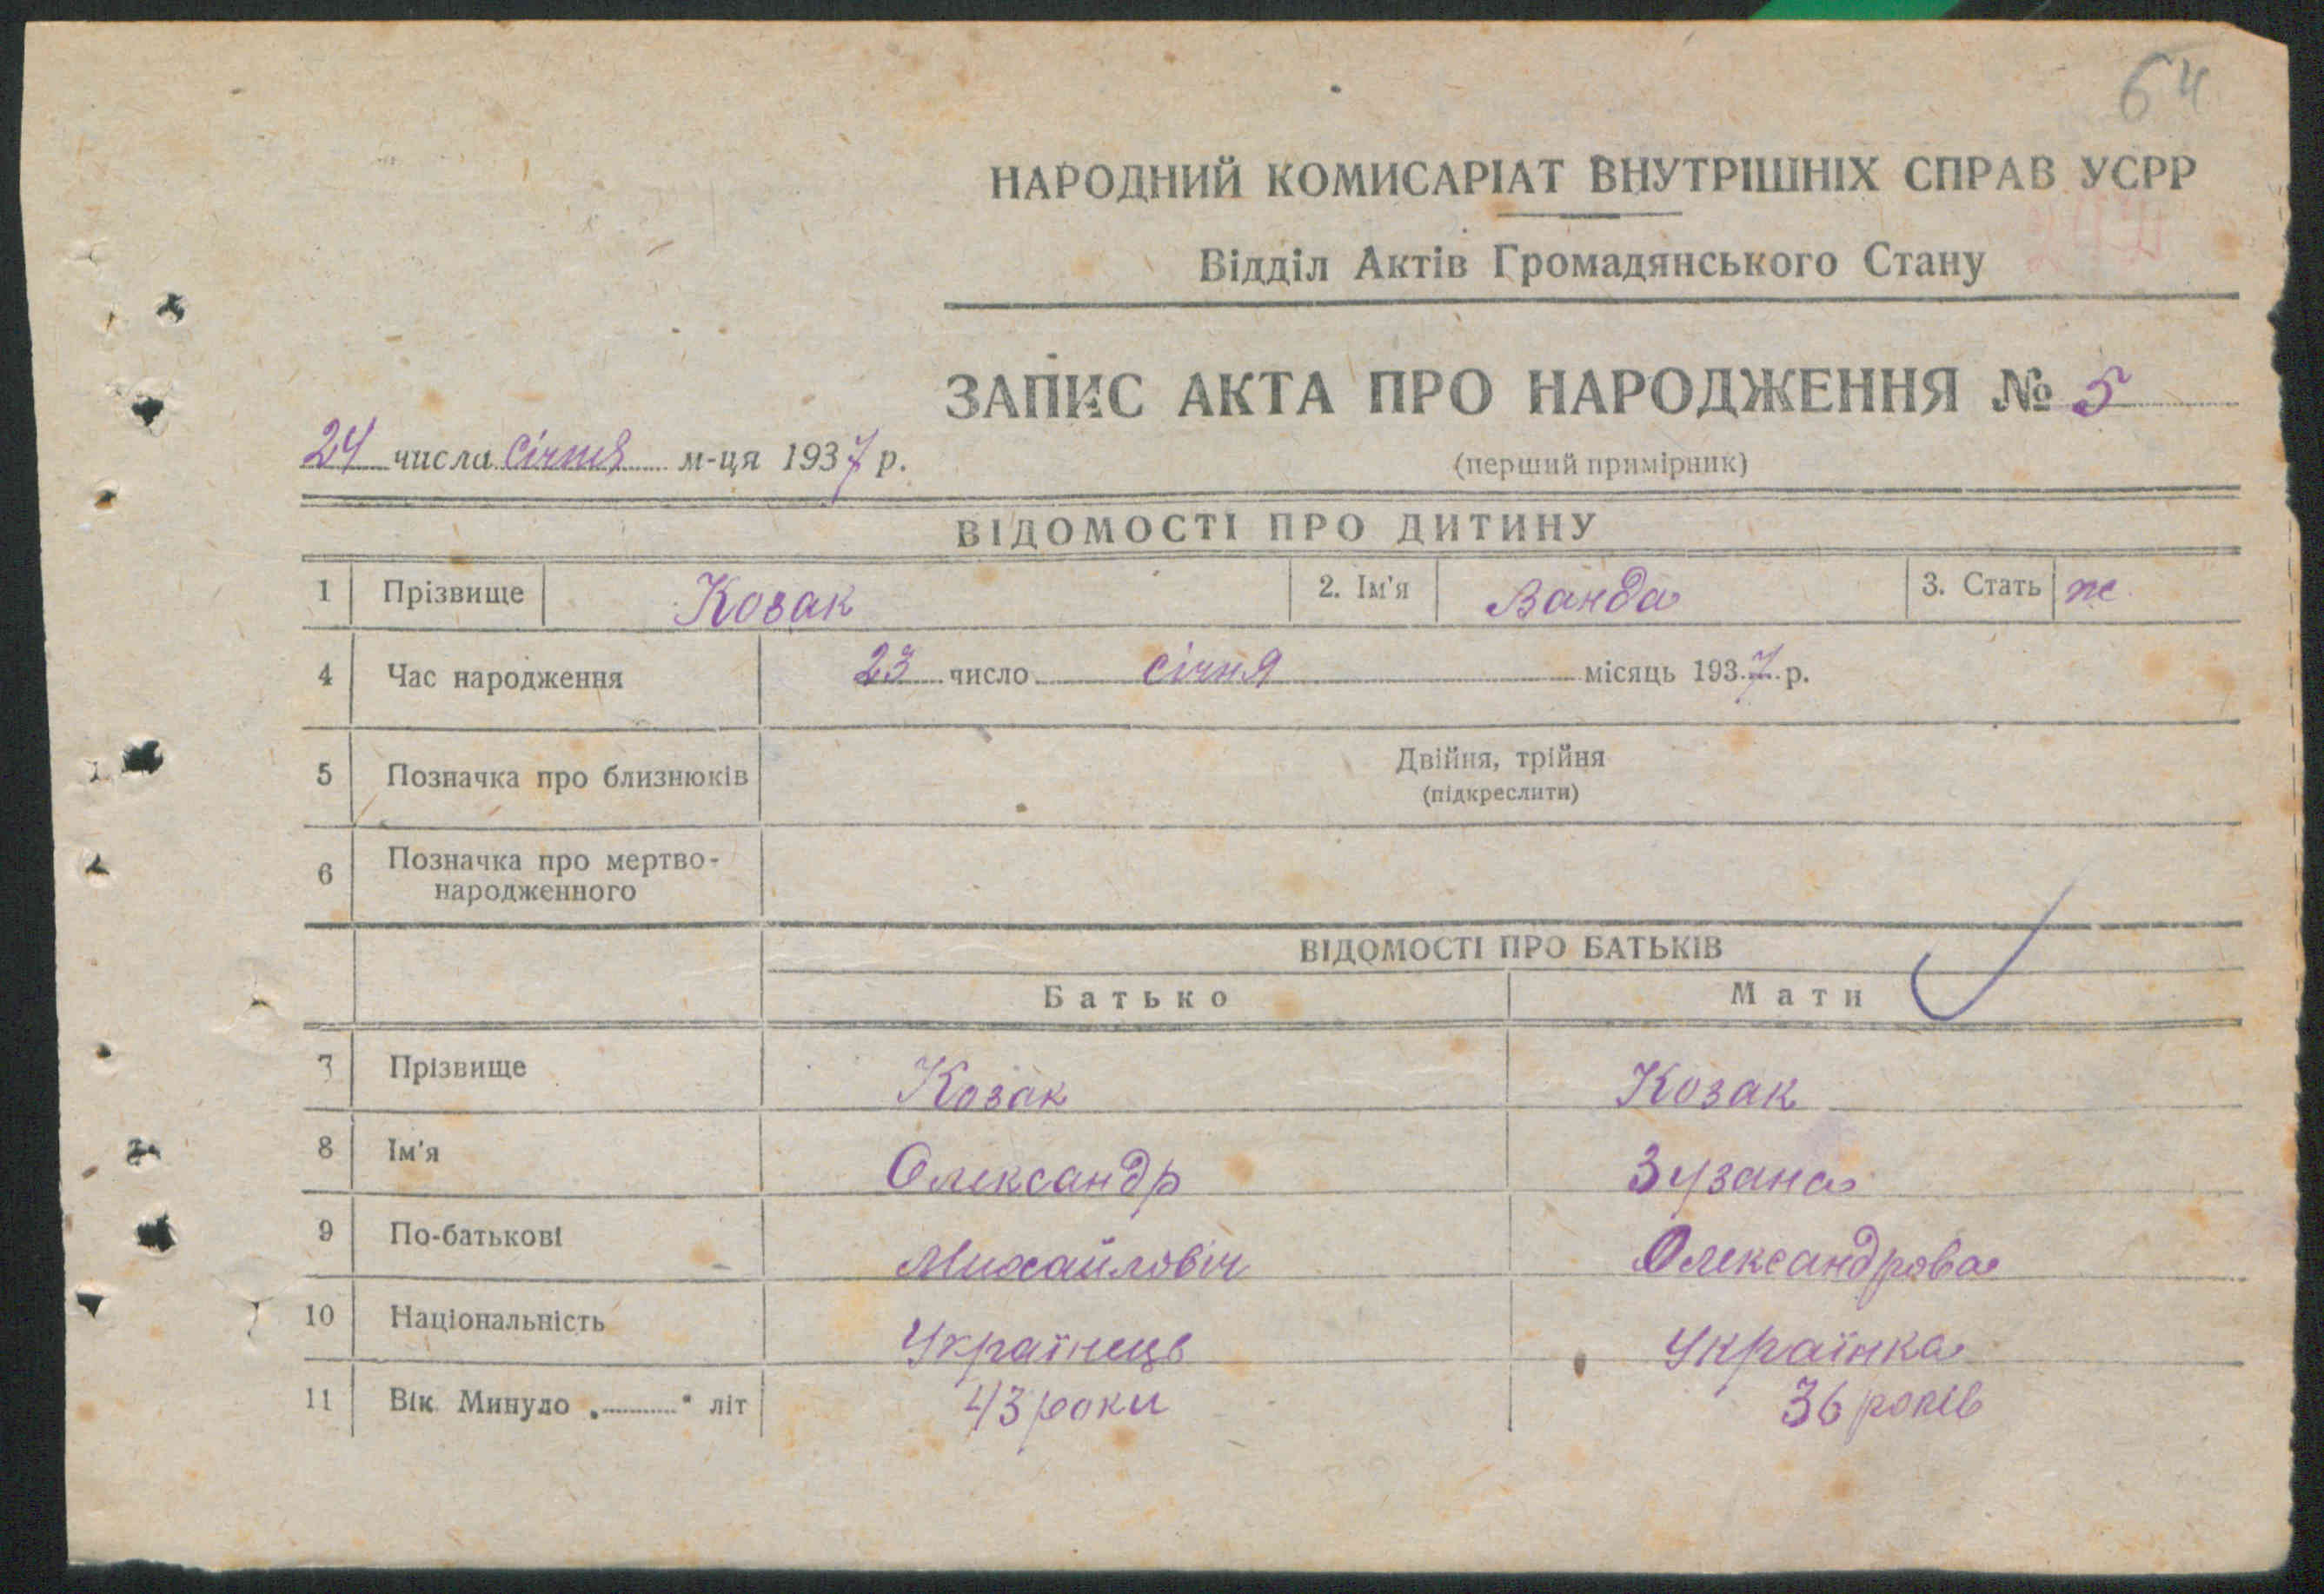 64
НАРОДНИЙ КОМИСАРІАТ ВНУТРІШНІХ СПРАВ УСРР
Відділ Актів Громадянського Стану
ЗАПИС АКТА ПРО НАРОДЖЕННЯ № 5
24 числа січня м-ця 1937 р.
(перший примірник)
ВІДОМОСТІ ПРО ДИТИНУ
1 Прізвище Козак 2. Ім'я Ванда 3. Стать ж
4 Час народження 23 число січня місяць 1937 р.
5 Позначка про близнюків Двійня, трійня
(підкреслити)
6 Позначка про мертво-
народженного
ВІДОМОСТІ ПРО БАТЬКІВ
Батько Мати
7 Прізвище Козак Козак
8 Ім'я Олександр Зузана
9 По-батькові Михайловіч Олександрова
10 Національність Українець Українка
11 Вік Минуло „ “ літ 43 роки 36 років